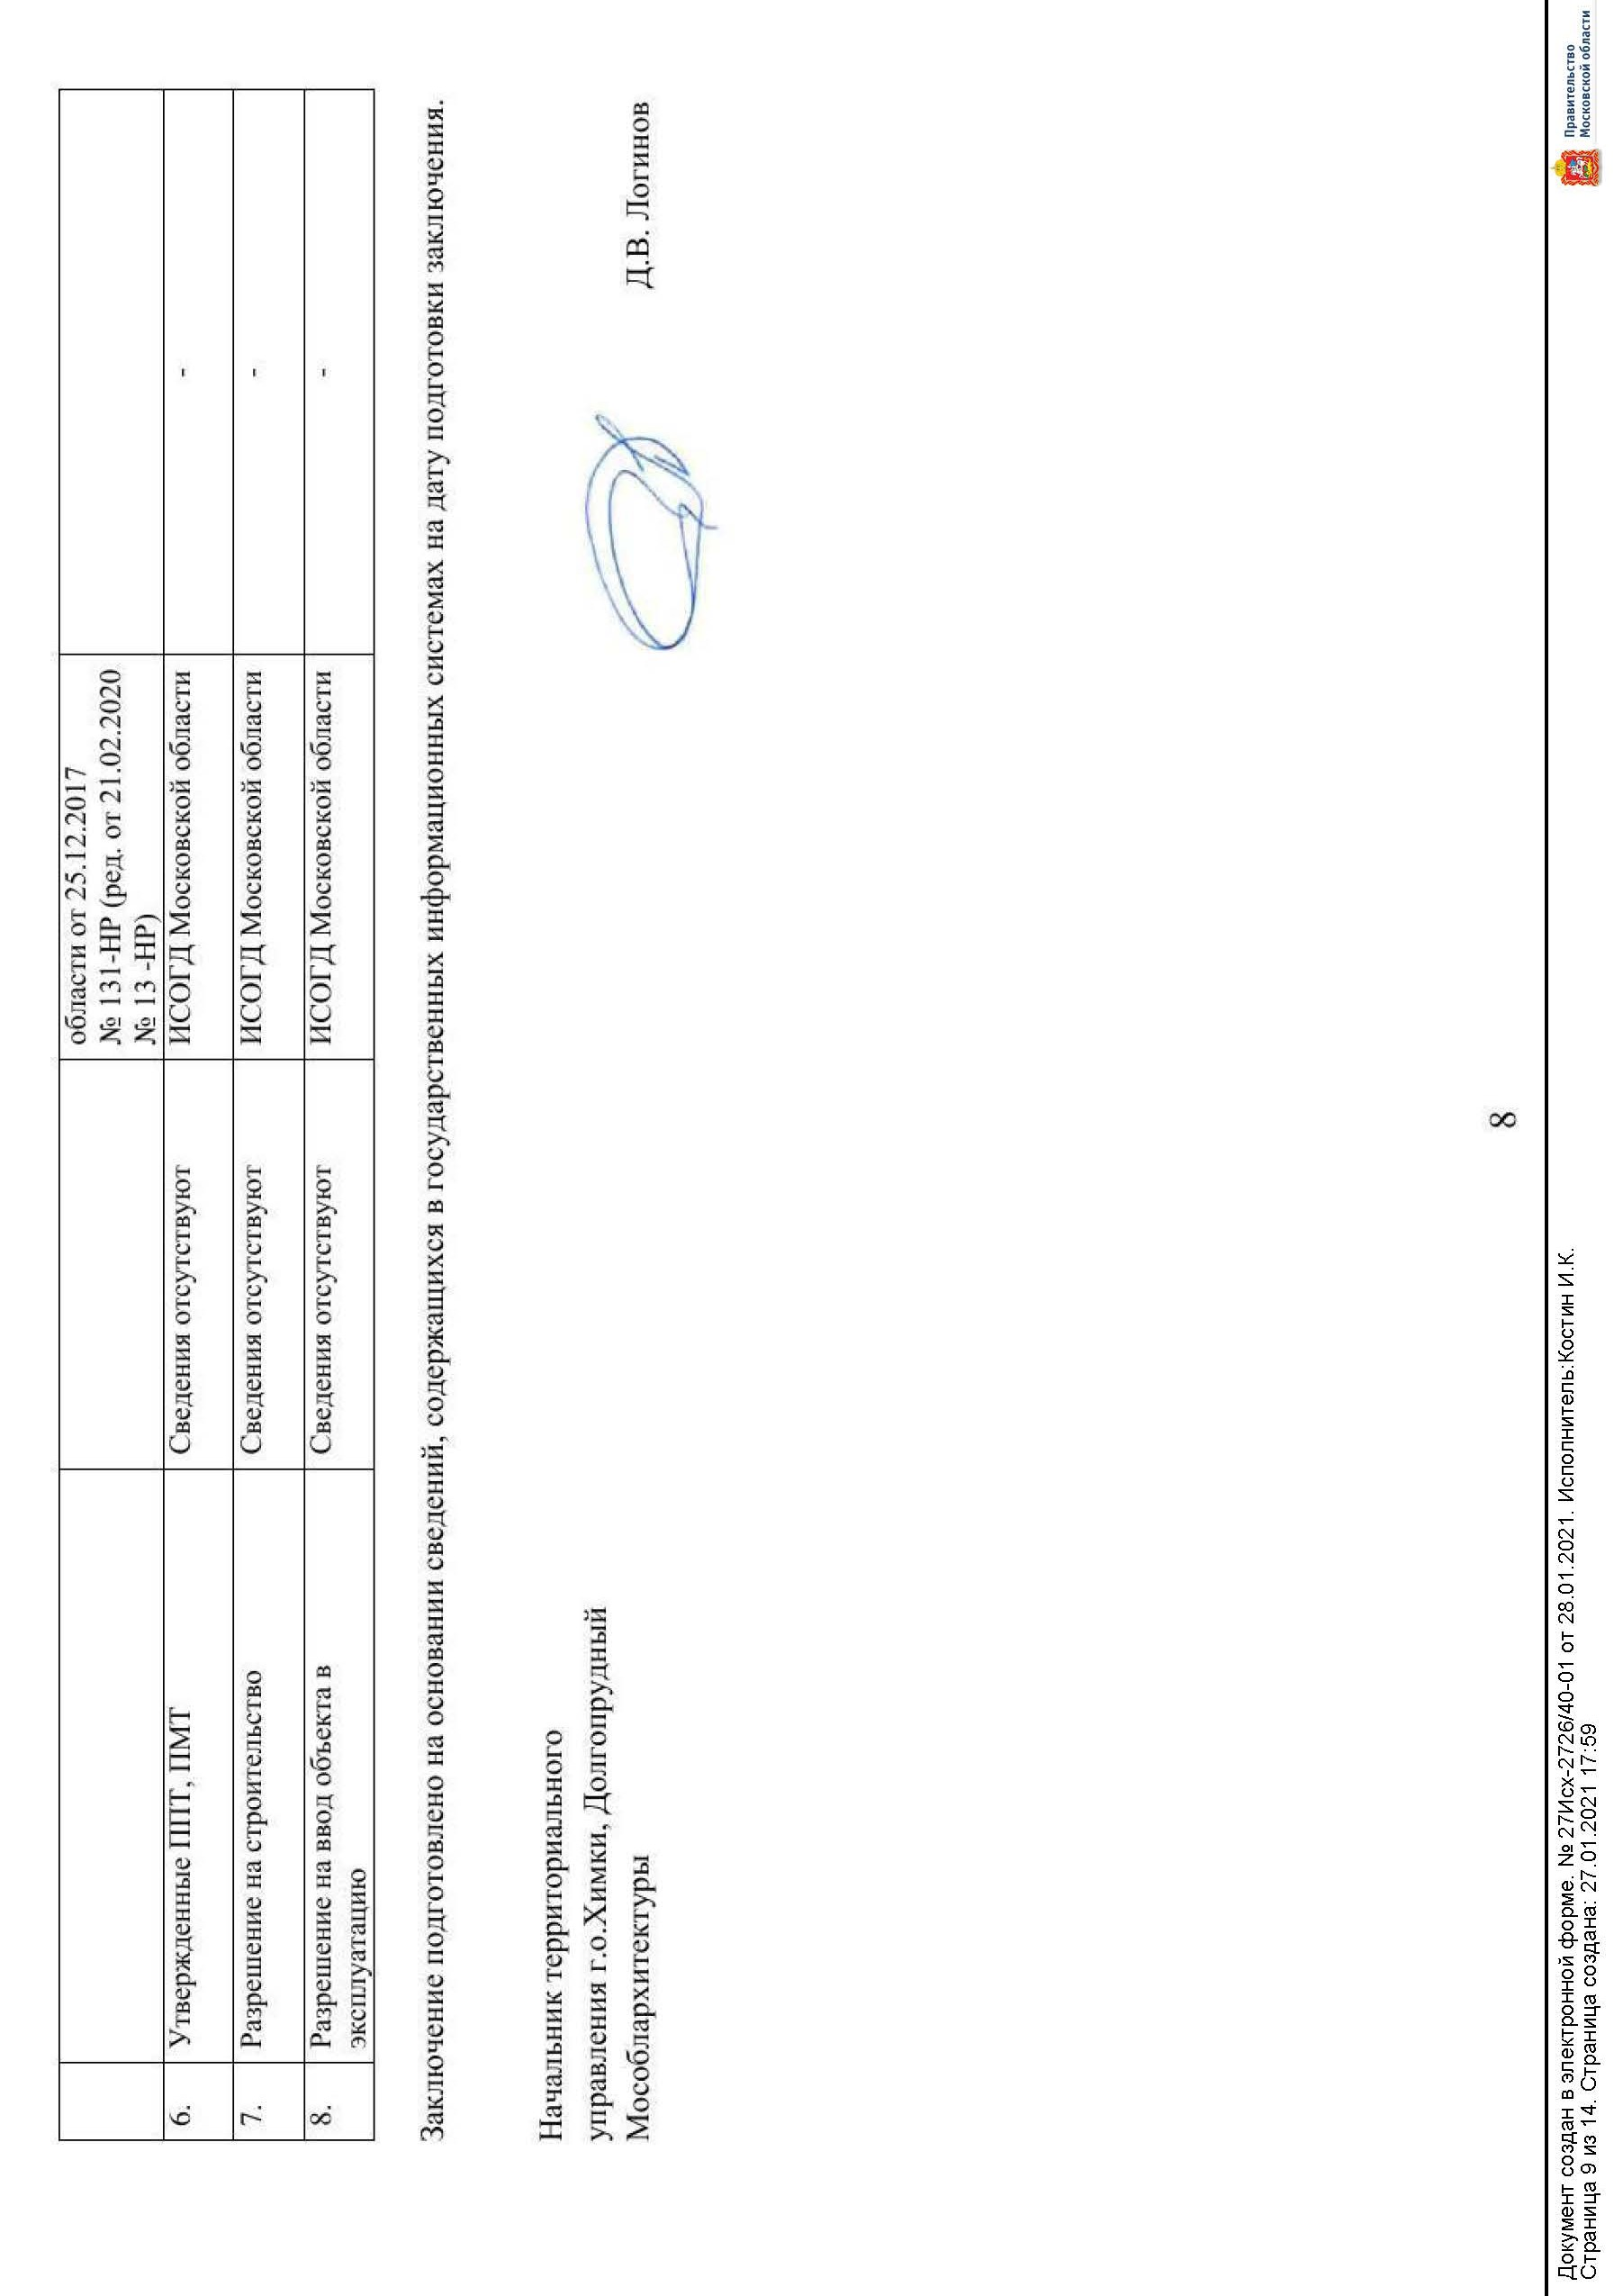 области от 25.12.2017
№ 131-НР (ред. от 21.02.2020
№ 13 -НР)
6. Утвержденные ППТ, ПМТ Сведения отсутствуют ИСОГД Московской области -
7. Разрешение на строительство Сведения отсутствуют ИСОГД Московской области -
8. Разрешение на ввод объекта в Сведения отсутствуют ИСОГД Московской области -
эксплуатацию
Заключение подготовлено на основании сведений, содержащихся в государственных информационных системах на дату подготовки заключения.
Начальник территориального
управления г.о.Химки, Долгопрудный
Мособлархитектуры Д.В. Логинов
8
Документ создан в электронной форме. № 27Исх-2726/40-01 от 28.01.2021. Исполнитель:Костин И.К.
Страница 9 из 14. Страница создана: 27.01.2021 17:59
Правительство
Московской области